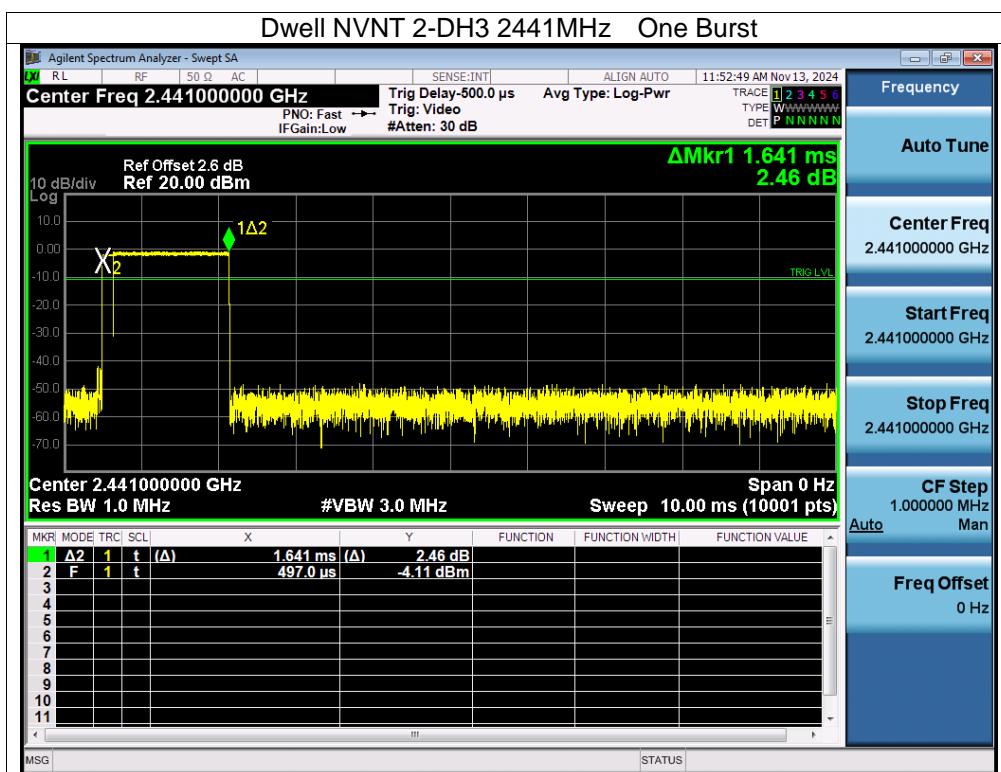 Dwell NVNT 2-DH3 2441MHz One Burst
Agilent Spectrum Analyzer - Swept SA
LXI RL RF 50 Ω AC SENSE:INT ALIGN AUTO 11:52:49 AM Nov 13, 2024
Center Freq 2.441000000 GHz
PNO: Fast
IFGain:Low
Trig Delay-500.0 µs
Trig: Video
#Atten: 30 dB
Avg Type: Log-Pwr
TRACE 1 2 3 4 5 6
TYPE WWWWWW
DET P N N N N N
Frequency
Auto Tune
Center Freq
2.441000000 GHz
Start Freq
2.441000000 GHz
Stop Freq
2.441000000 GHz
CF Step
1.000000 MHz
Auto Man
Freq Offset
0 Hz
ΔMkr1 1.641 ms
2.46 dB
Ref Offset 2.6 dB
10 dB/div Ref 20.00 dBm
Log
10.0
0.00
-10.0
-20.0
-30.0
-40.0
-50.0
-60.0
-70.0
1Δ2
2
TRIG LVL
Center 2.441000000 GHz Span 0 Hz
Res BW 1.0 MHz #VBW 3.0 MHz Sweep 10.00 ms (10001 pts)
MKR MODE TRC SCL X Y FUNCTION FUNCTION WIDTH FUNCTION VALUE
1 Δ2 1 t (Δ) 1.641 ms (Δ) 2.46 dB
2 F 1 t 497.0 µs -4.11 dBm
3
4
5
6
7
8
9
10
11
MSG STATUS